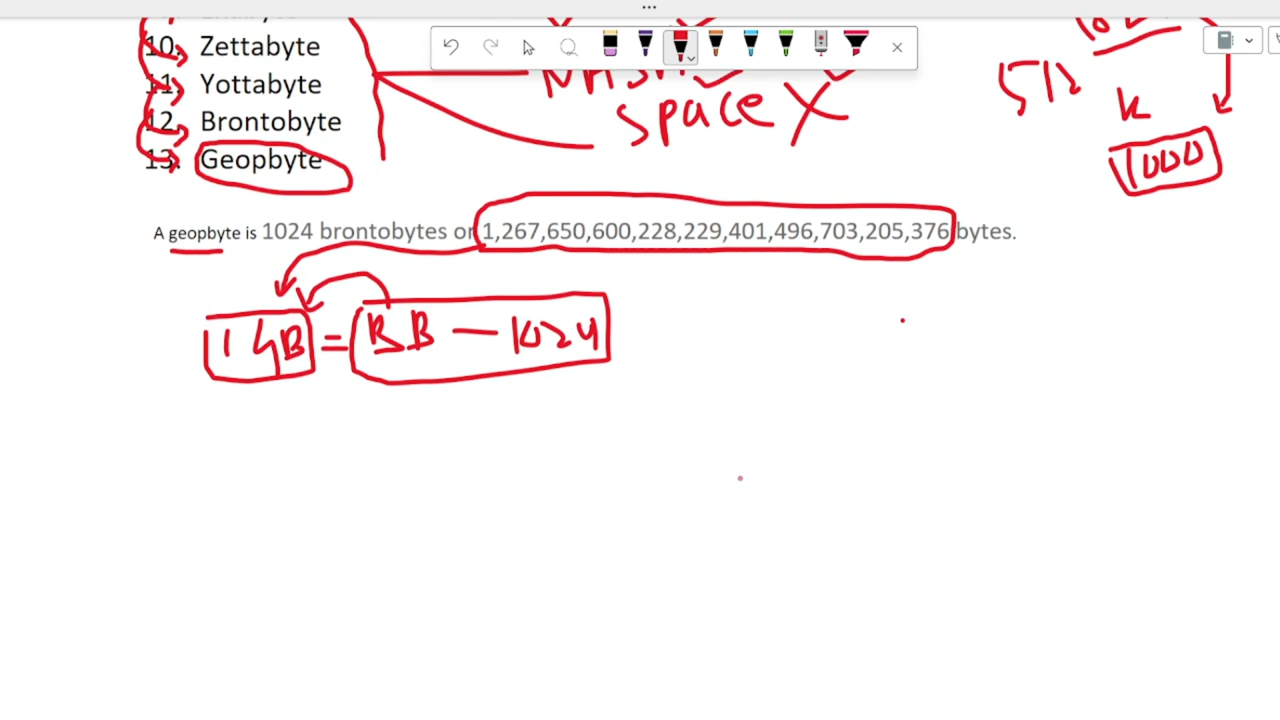 10. Zettabyte
11. Yottabyte
12. Brontobyte
13. Geopbyte
Space X
512
K
1000
A geopbyte is 1024 brontobytes or 1,267,650,600,228,229,401,496,703,205,376 bytes.
1 GB = BB - 1024